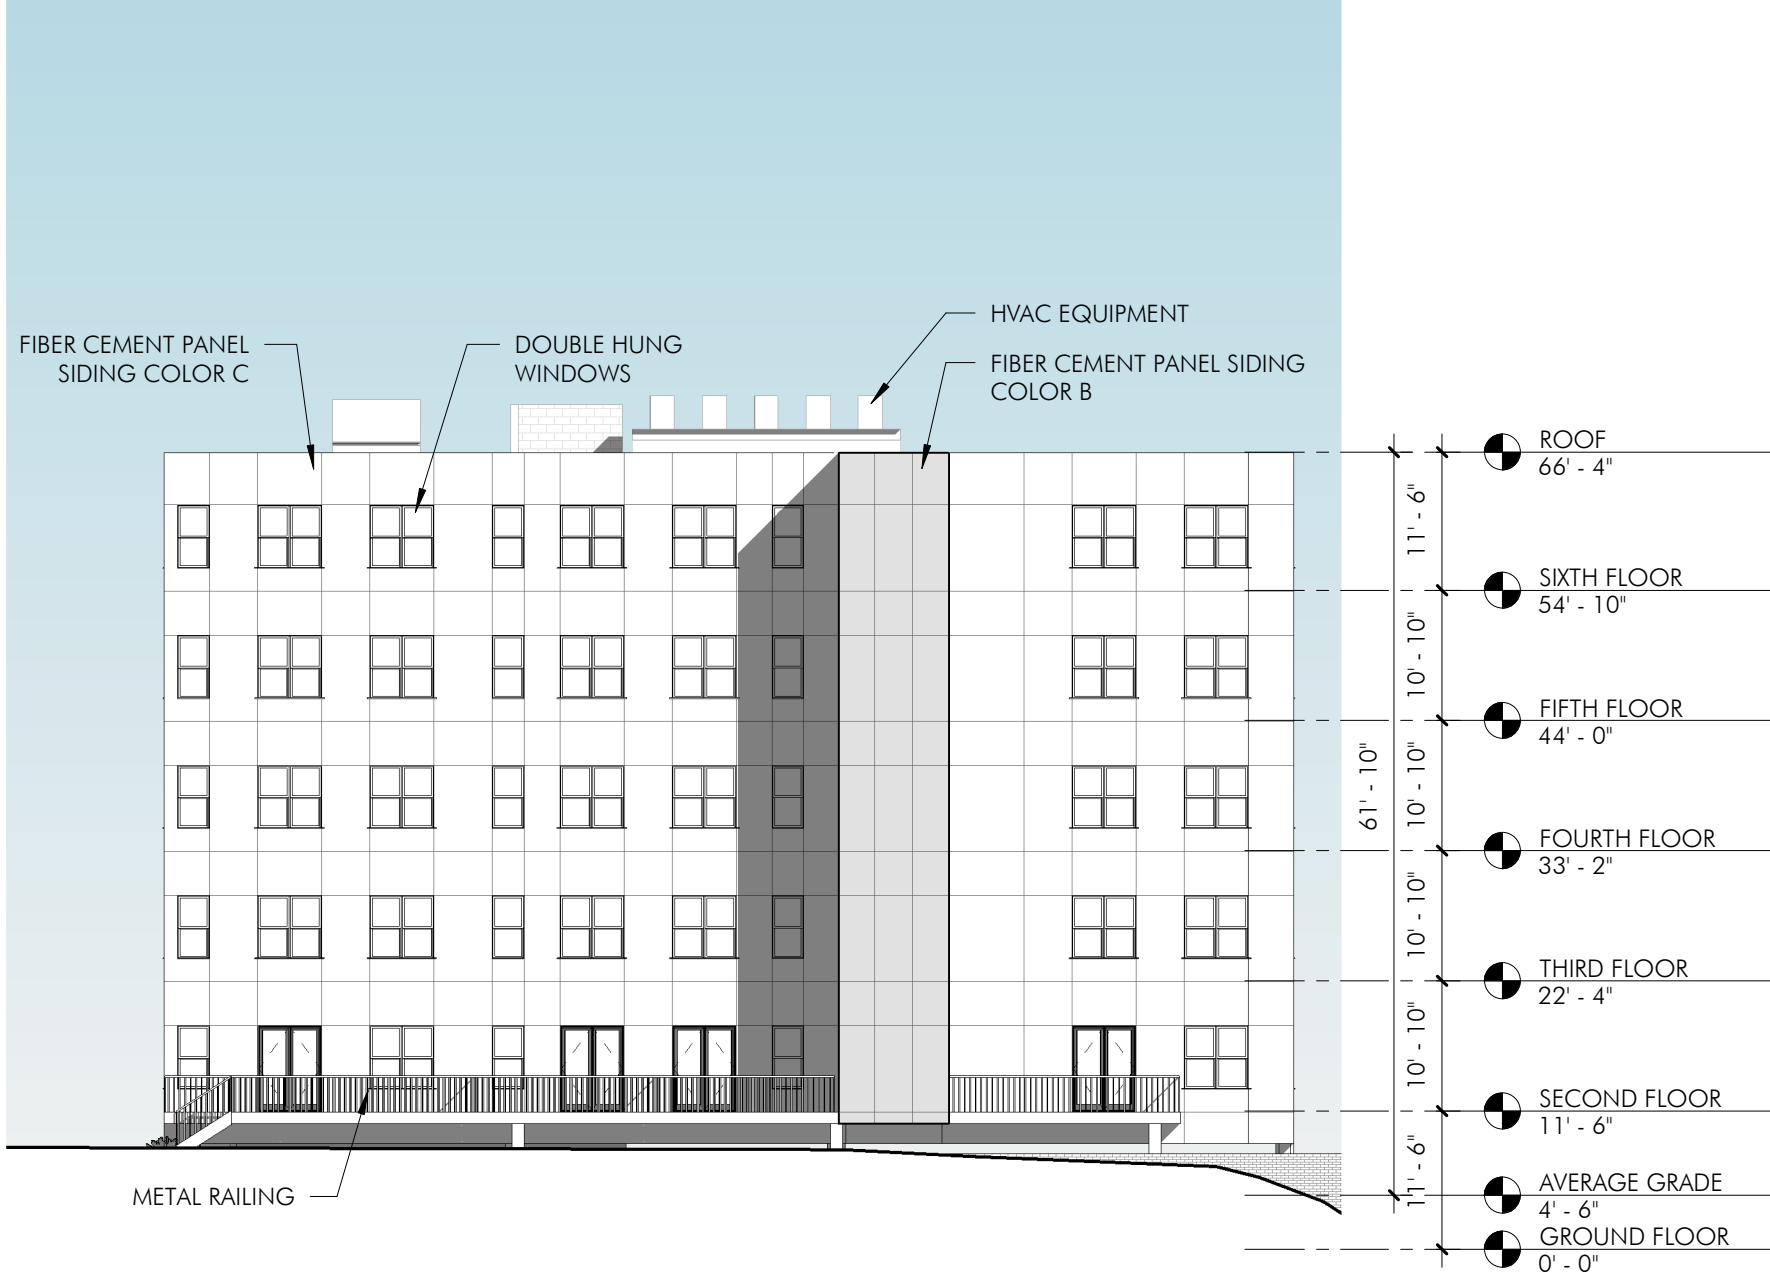 HVAC EQUIPMENT
FIBER CEMENT PANEL
SIDING COLOR C
DOUBLE HUNG
WINDOWS
FIBER CEMENT PANEL SIDING
COLOR B
ROOF
66' - 4"
11' - 6"
SIXTH FLOOR
54' - 10"
10' - 10"
FIFTH FLOOR
44' - 0"
61' - 10"
10' - 10"
FOURTH FLOOR
33' - 2"
10' - 10"
THIRD FLOOR
22' - 4"
10' - 10"
SECOND FLOOR
11' - 6"
11' - 6"
METAL RAILING
AVERAGE GRADE
4' - 6"
GROUND FLOOR
0' - 0"